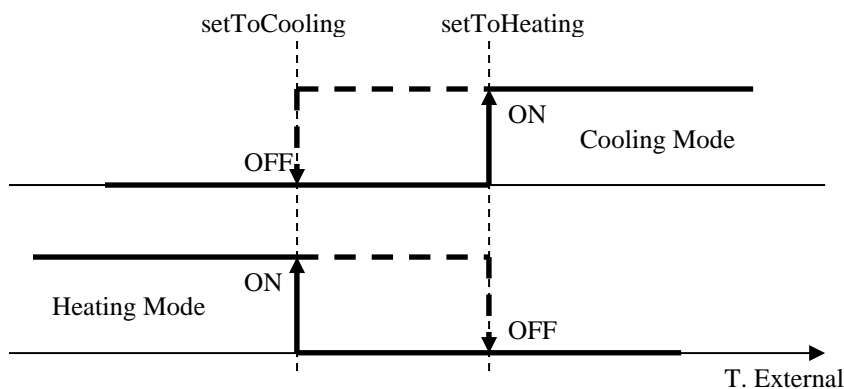 setToCooling setToHeating
ON
Cooling Mode
OFF
ON
Heating Mode
OFF
T. External